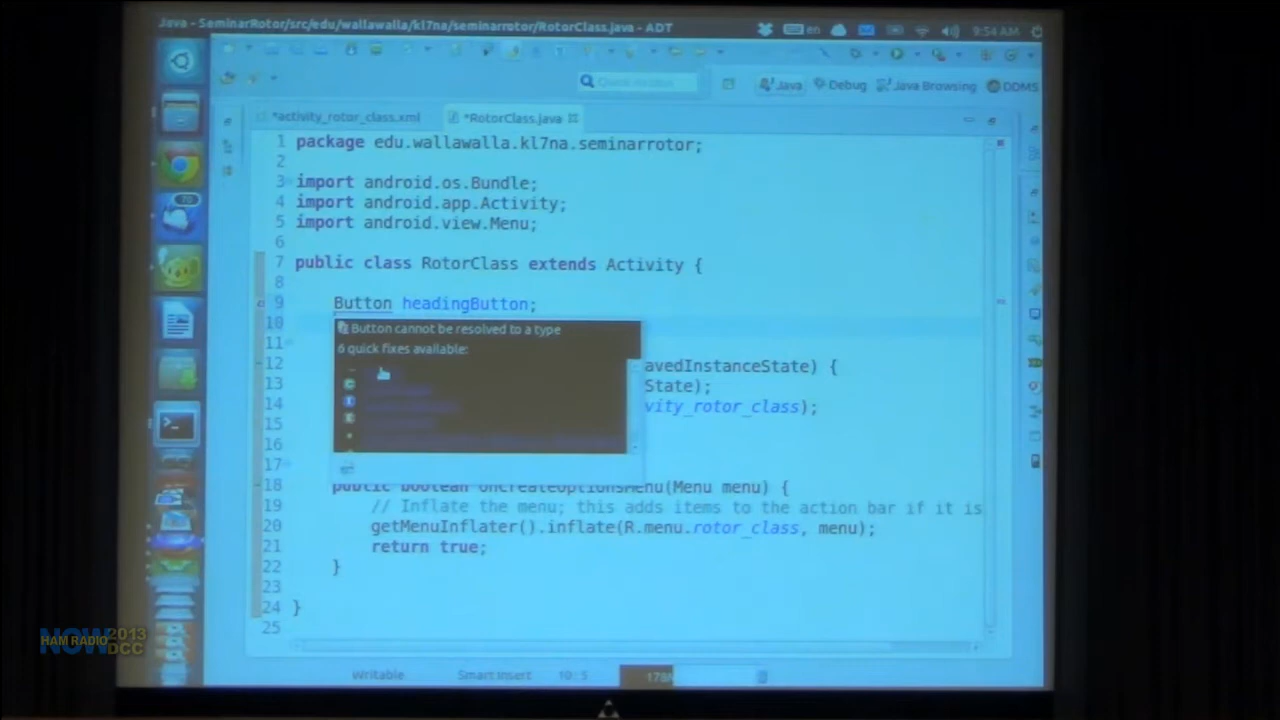 Java - SeminarRotor/src/edu/wallawalla/kl7na/seminarrotor/RotorClass.java - ADT
en
9:54 AM
Java
Debug
Java Browsing
DDMS
*activity_rotor_class.xml
*RotorClass.java
1 package edu.wallawalla.kl7na.seminarrotor;
2
3 import android.os.Bundle;
4 import android.app.Activity;
5 import android.view.Menu;
6
7 public class RotorClass extends Activity {
8
9 Button headingButton;
10 Button cannot be resolved to a type
11 6 quick fixes available:
12 avedInstanceState) {
13 State);
14 vity_rotor_class);
15
16
17
18 public boolean onCreateOptionsMenu(Menu menu) {
19 // Inflate the menu; this adds items to the action bar if it is
20 getMenuInflater().inflate(R.menu.rotor_class, menu);
21 return true;
22 }
23
24 }
25
Writable
Smart Insert
10 : 5
HAM RADIO
NOW
2013
DCC